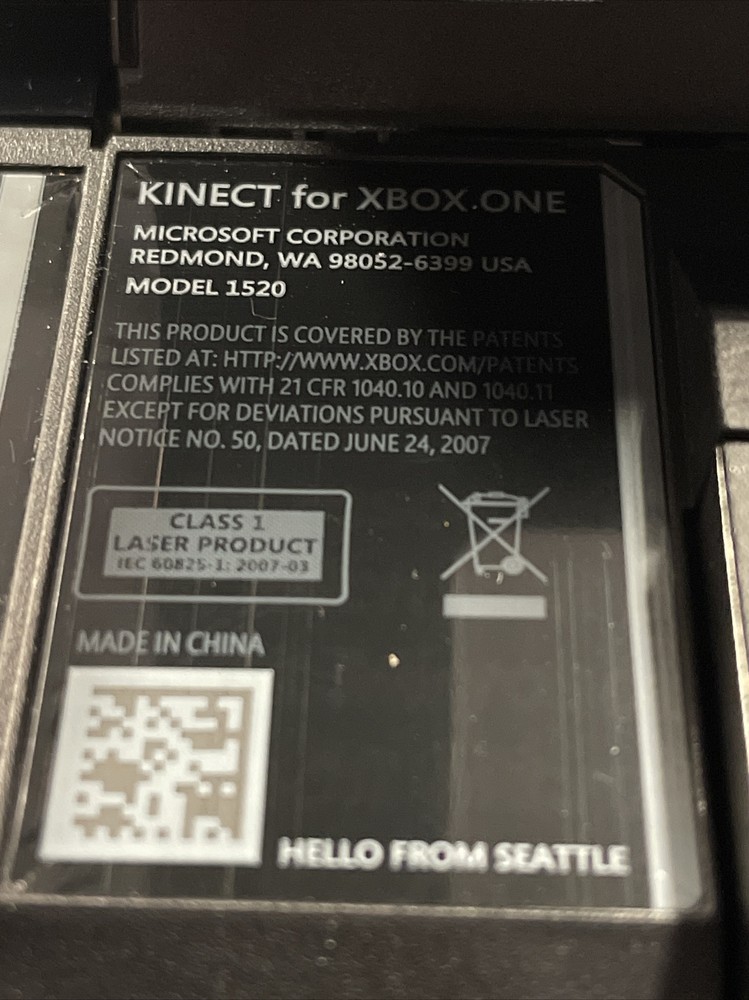 KINECT for XBOX ONE
MICROSOFT CORPORATION
REDMOND, WA 98052-6399 USA
MODEL 1520
THIS PRODUCT IS COVERED BY THE PATENTS
LISTED AT: HTTP://WWW.XBOX.COM/PATENTS
COMPLIES WITH 21 CFR 1040.10 AND 1040.11
EXCEPT FOR DEVIATIONS PURSUANT TO LASER
NOTICE NO. 50, DATED JUNE 24, 2007
CLASS 1
LASER PRODUCT
IEC 60825-1: 2007-03
MADE IN CHINA
HELLO FROM SEATTLE